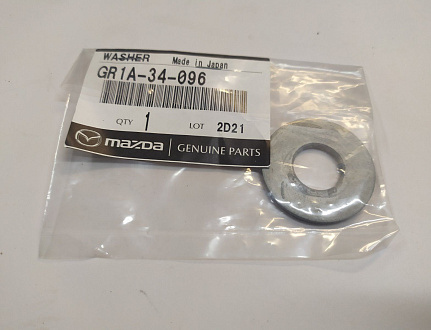 WASHER Made in Japan
GR1A-34-096
QTY 1 LOT 2D21
mazda GENUINE PARTS